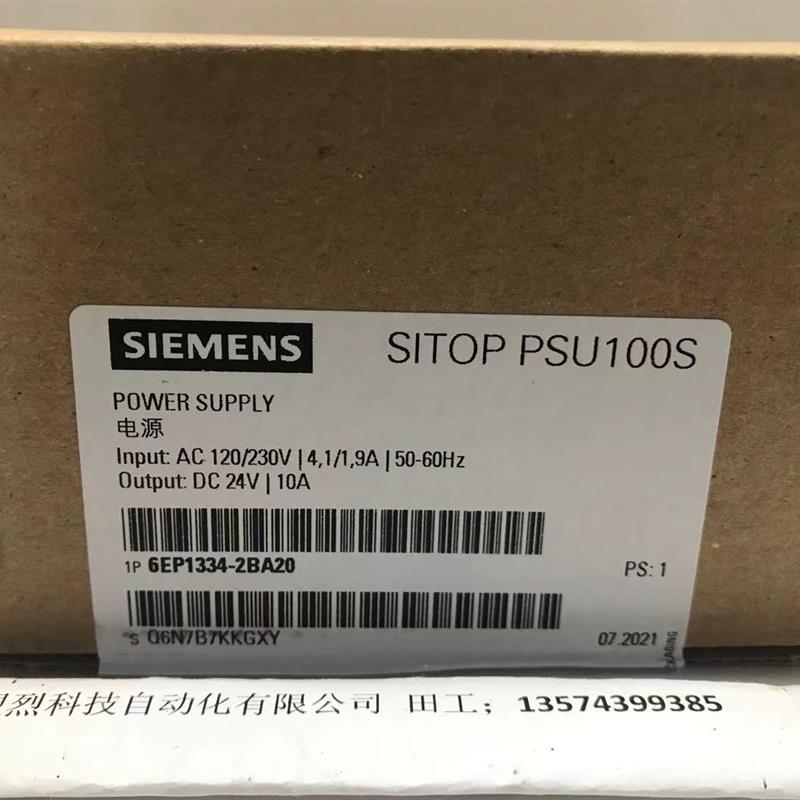 SIEMENS
SITOP PSU100S
POWER SUPPLY
电源
Input: AC 120/230V | 4,1/1,9A | 50-60Hz
Output: DC 24V | 10A
1P 6EP1334-2BA20
PS: 1
S Q6N7B7KKGXY
07.2021
烈科技自动化有限公司 田工; 13574399385